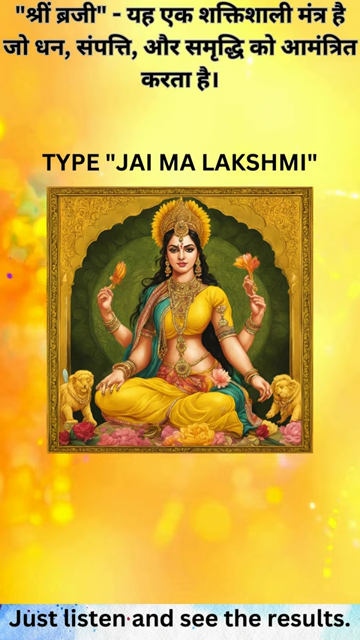 "श्रीं ब्रजी" - यह एक शक्तिशाली मंत्र है
जो धन, संपत्ति, और समृद्धि को आमंत्रित
करता है।
TYPE "JAI MA LAKSHMI"
Just listen and see the results.